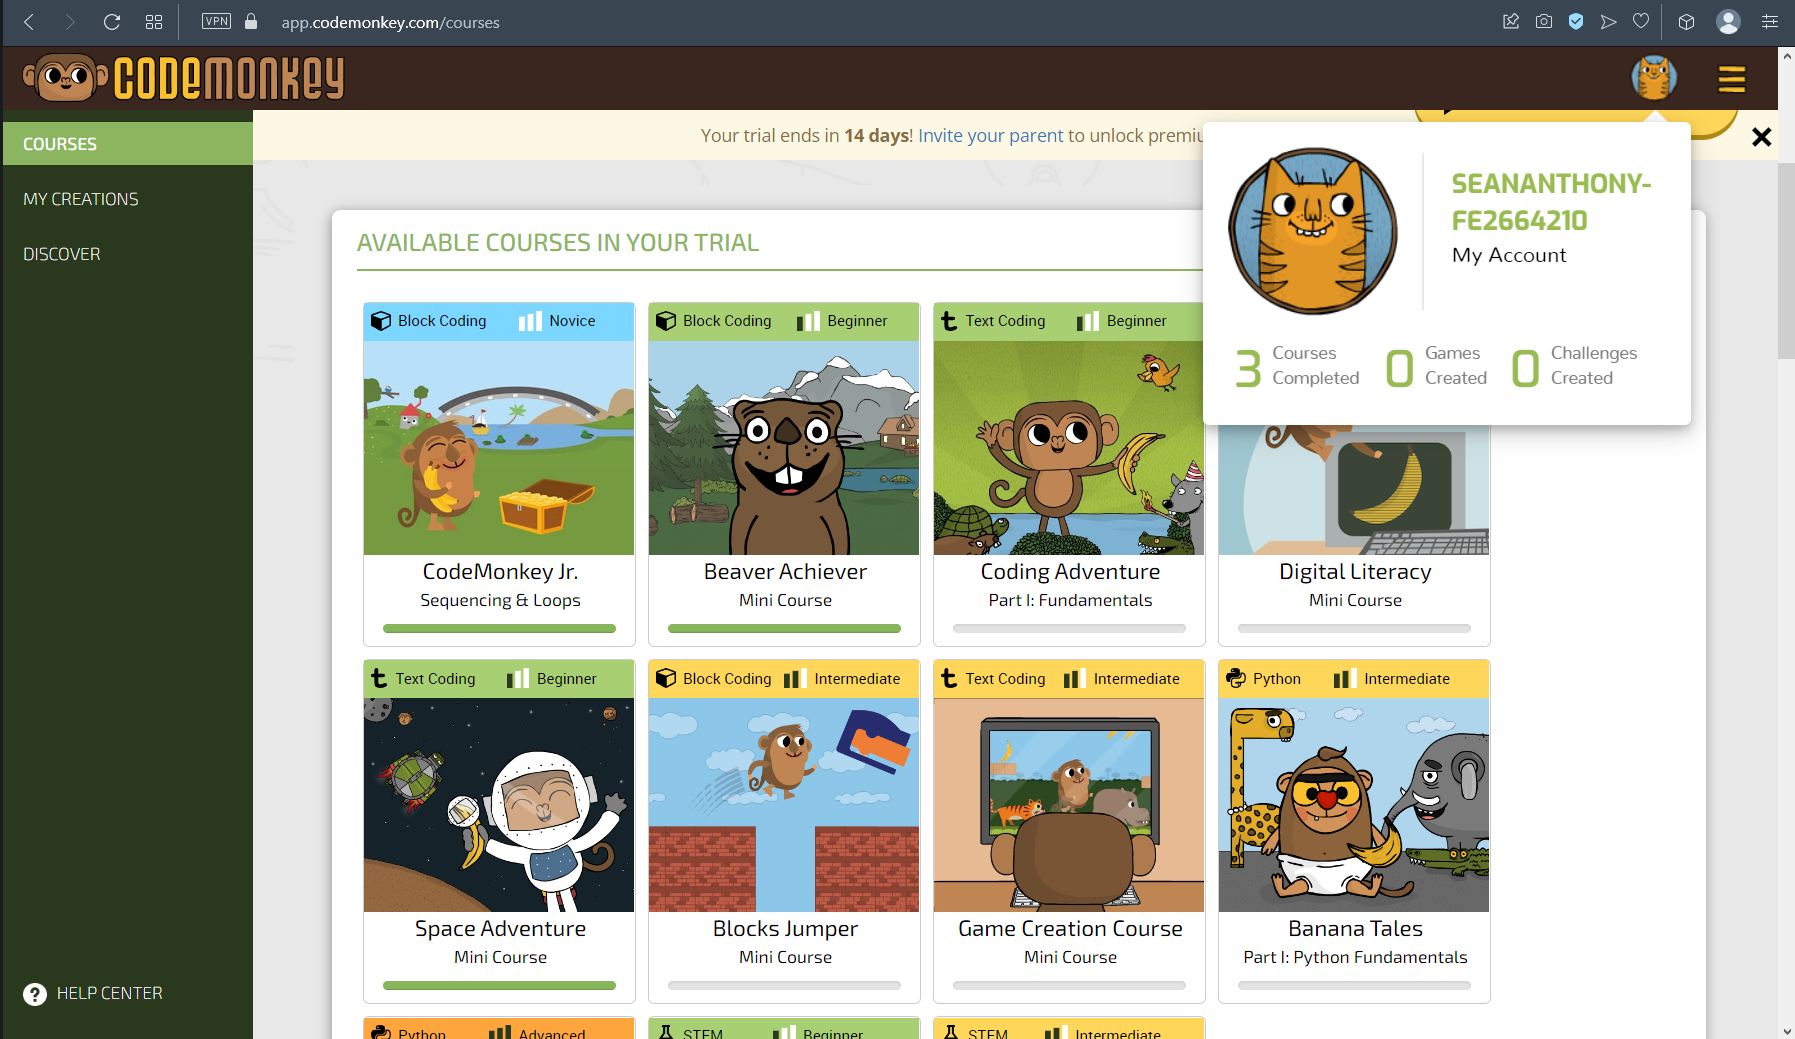 VPN
app.codemonkey.com/courses
CODEMONKEY
COURSES
MY CREATIONS
DISCOVER
HELP CENTER
Your trial ends in 14 days! Invite your parent to unlock premiu
SEANANTHONY-
FE2664210
My Account
3 Courses Completed
0 Games Created
0 Challenges Created
AVAILABLE COURSES IN YOUR TRIAL
Block Coding Novice
CodeMonkey Jr.
Sequencing & Loops
Block Coding Beginner
Beaver Achiever
Mini Course
Text Coding Beginner
Coding Adventure
Part I: Fundamentals
Digital Literacy
Mini Course
Text Coding Beginner
Space Adventure
Mini Course
Block Coding Intermediate
Blocks Jumper
Mini Course
Text Coding Intermediate
Game Creation Course
Mini Course
Python Intermediate
Banana Tales
Part I: Python Fundamentals
Python Advanced
STEM Beginner
STEM Intermediate